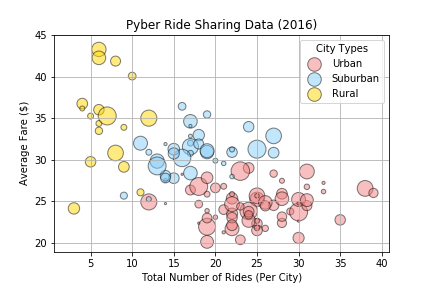 Pyber Ride Sharing Data (2016)
City Types
Urban
Suburban
Rural
45
40
35
30
25
20
Average Fare ($)
5 10 15 20 25 30 35 40
Total Number of Rides (Per City)